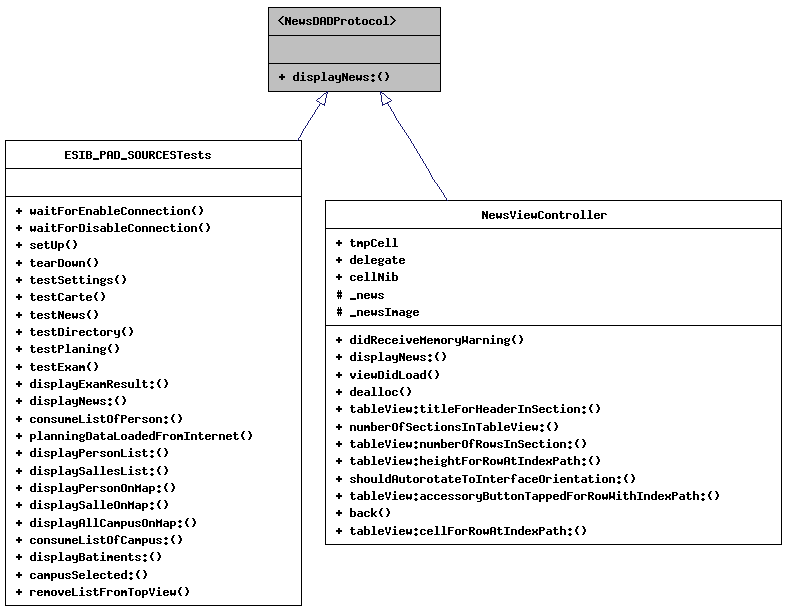 <NewsDADProtocol>
+ displayNews:()
ESIB_PAD_SOURCESTests
+ waitForEnableConnection()
+ waitForDisableConnection()
+ setUp()
+ tearDown()
+ testSettings()
+ testCarte()
+ testNews()
+ testDirectory()
+ testPlaning()
+ testExam()
+ displayExamResult:()
+ displayNews:()
+ consumeListOfPerson:()
+ planningDataLoadedFromInternet()
+ displayPersonList:()
+ displaySallesList:()
+ displayPersonOnMap:()
+ displaySalleOnMap:()
+ displayAllCampusOnMap:()
+ consumeListOfCampus:()
+ displayBatiments:()
+ campusSelected:()
+ removeListFromTopView()
NewsViewController
+ tmpCell
+ delegate
+ cellNib
# _news
# _newsImage
+ didReceiveMemoryWarning()
+ displayNews:()
+ viewDidLoad()
+ dealloc()
+ tableView:titleForHeaderInSection:()
+ numberOfSectionsInTableView:()
+ tableView:numberOfRowsInSection:()
+ tableView:heightForRowAtIndexPath:()
+ shouldAutorotateToInterfaceOrientation:()
+ tableView:accessoryButtonTappedForRowWithIndexPath:()
+ back()
+ tableView:cellForRowAtIndexPath:()